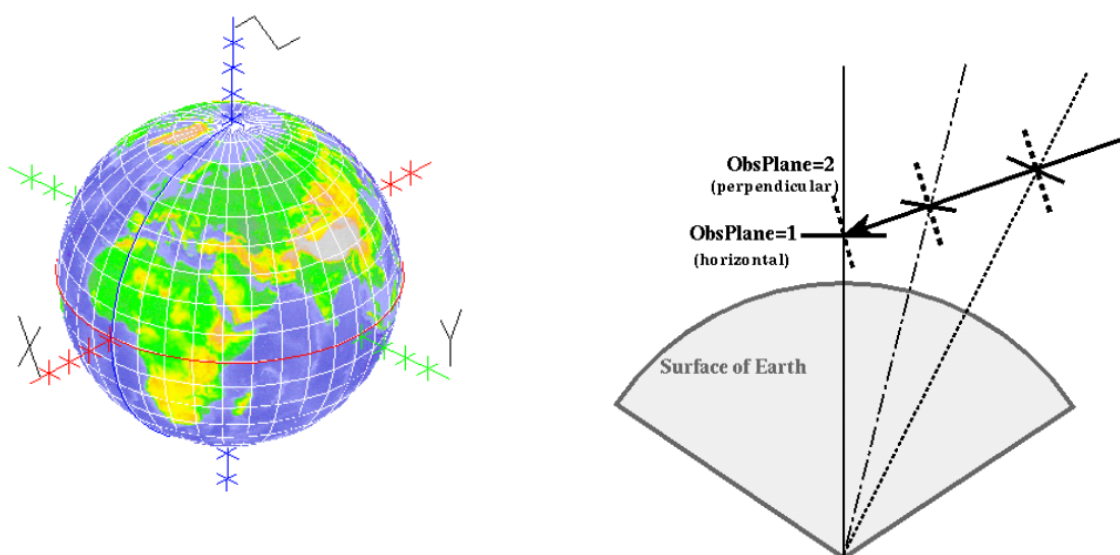 Z
X
Y
ObsPlane=2
(perpendicular)
ObsPlane=1
(horizontal)
Surface of Earth